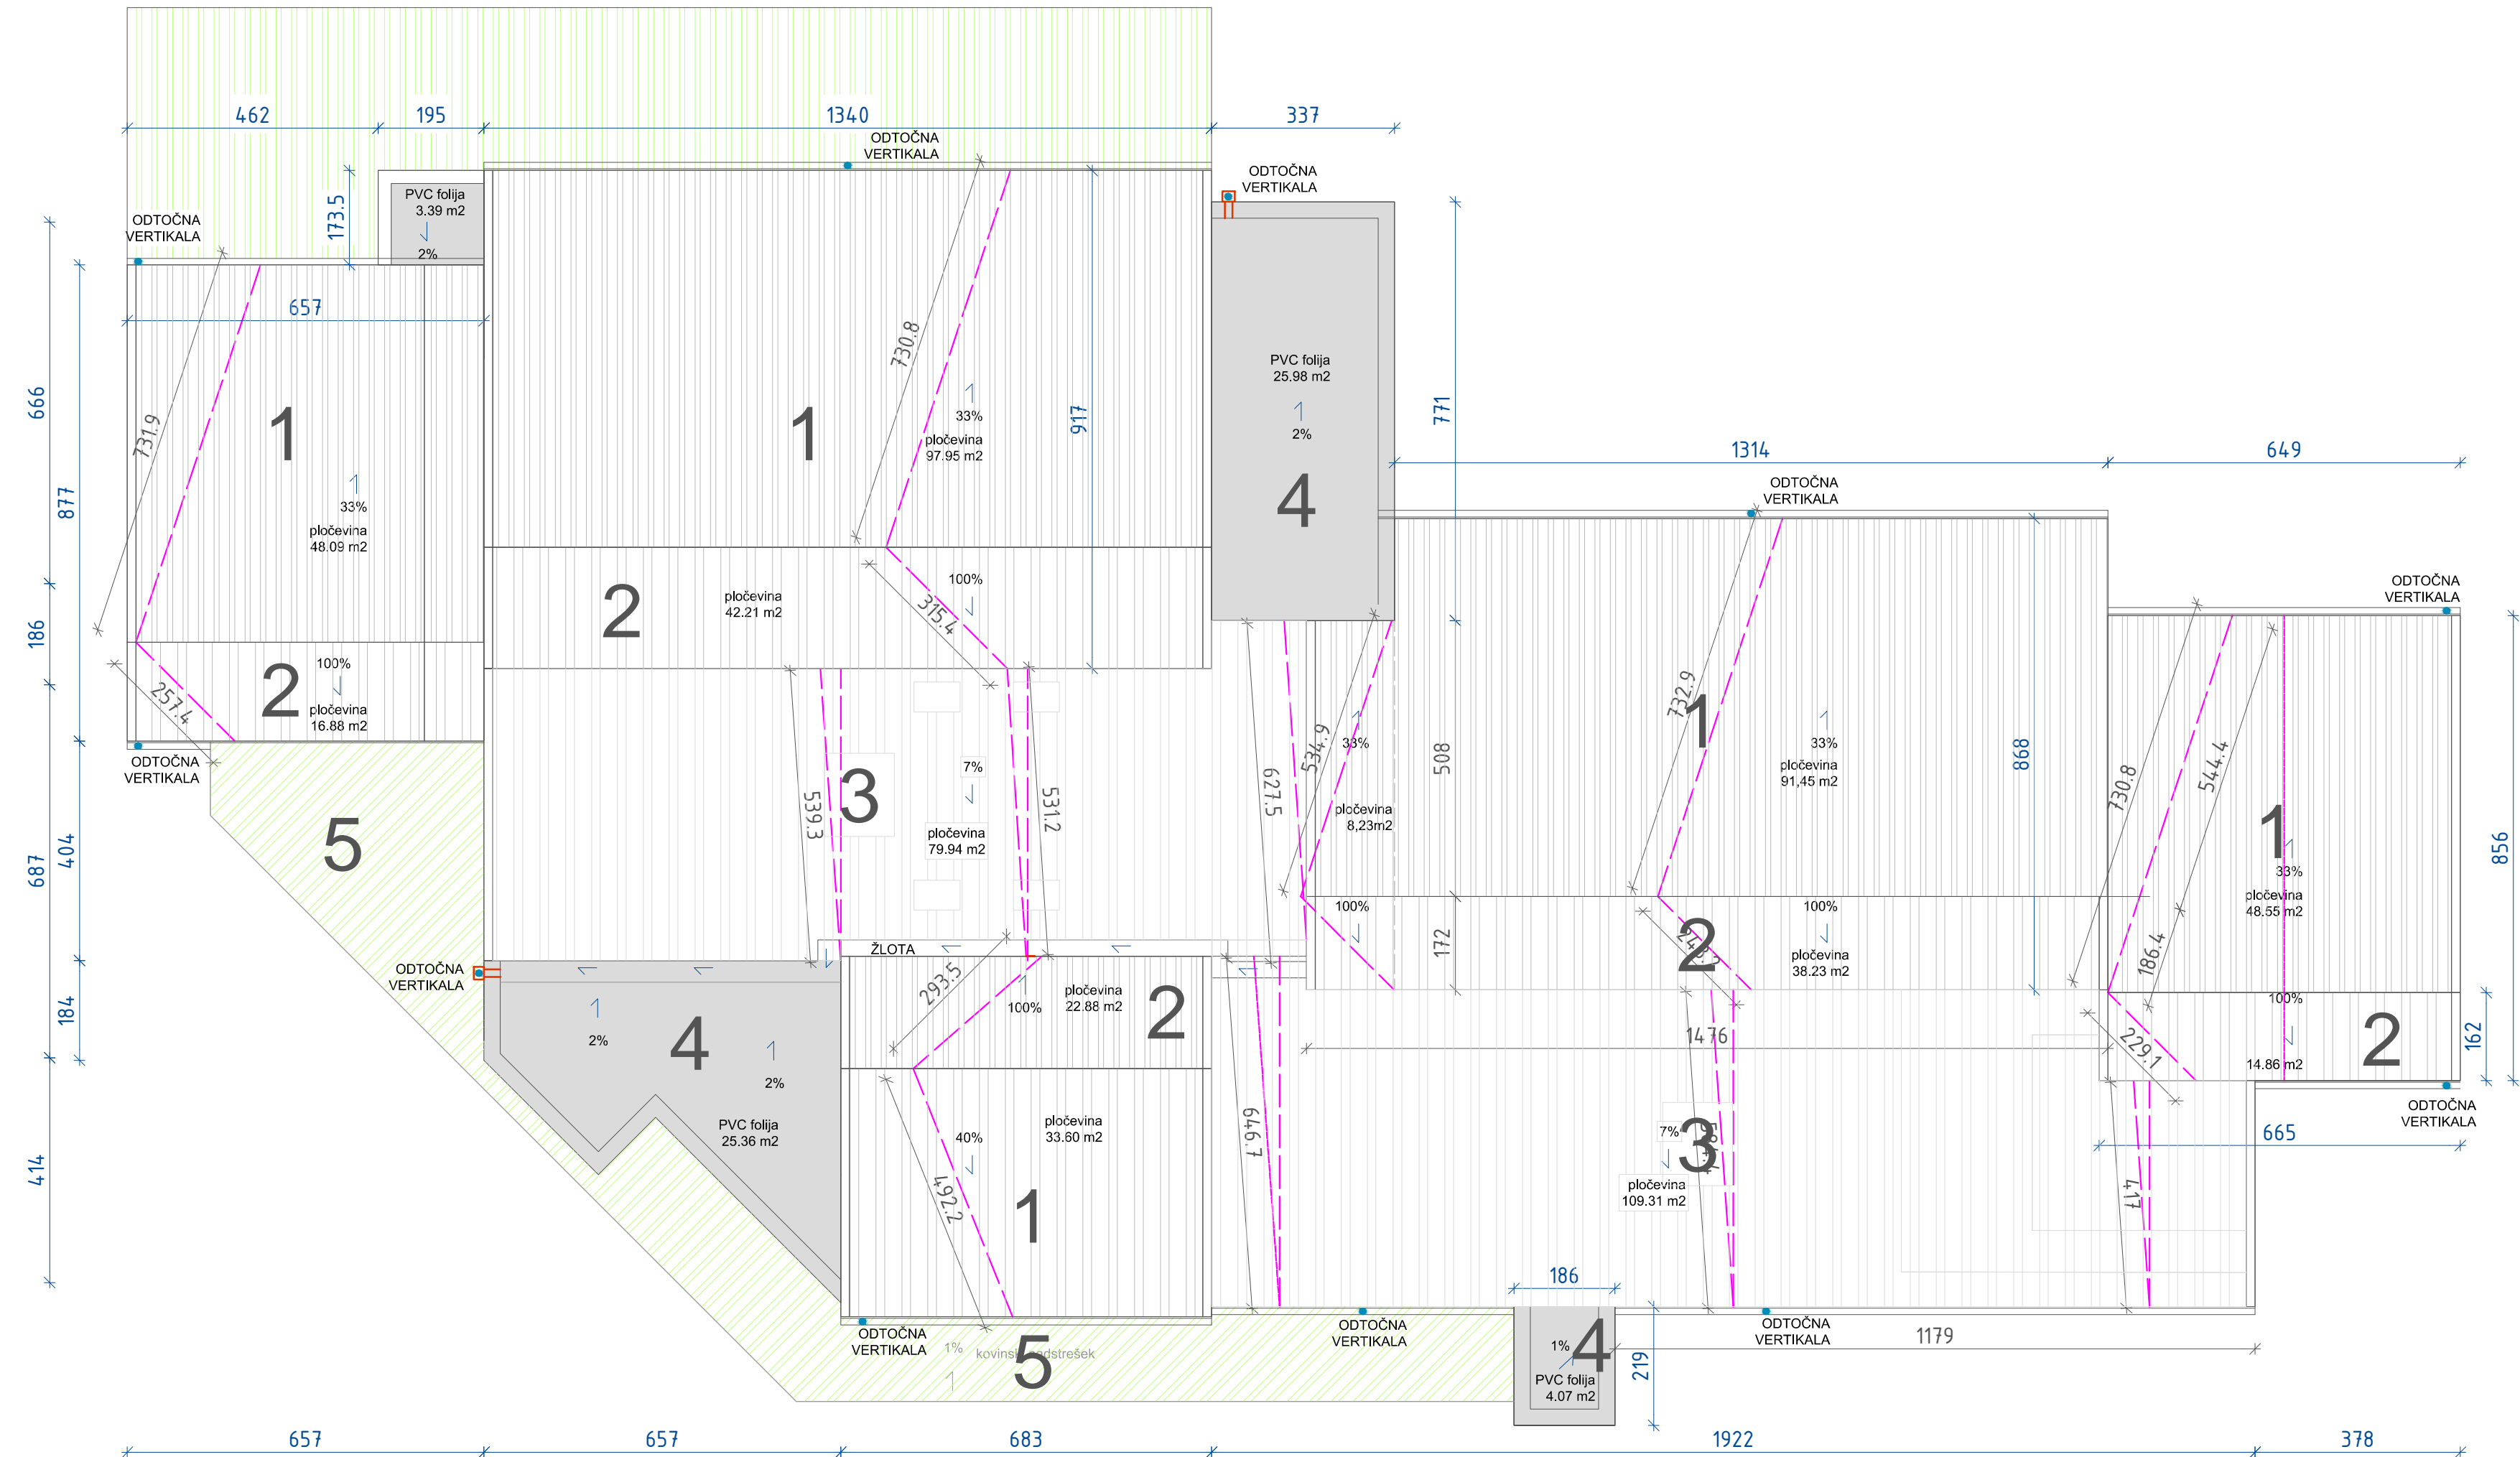 462
195
1340
337
ODTOČNA
VERTIKALA
ODTOČNA
VERTIKALA
PVC folija
3.39 m2
2%
173.5
ODTOČNA
VERTIKALA
657
666
877
186
687
404
184
414
731.9
1
33%
pločevina
48.09 m2
2
100%
pločevina
16.88 m2
257.4
ODTOČNA
VERTIKALA
5
730.8
1
33%
pločevina
97.95 m2
917
2
pločevina
42.21 m2
100%
315.4
PVC folija
25.98 m2
2%
4
771
1314
649
ODTOČNA
VERTIKALA
ODTOČNA
VERTIKALA
539.3
3
7%
pločevina
79.94 m2
531.2
627.5
534.9
33%
pločevina
8,23m2
100%
508
172
732.9
1
33%
pločevina
91,45 m2
868
2
100%
pločevina
38.23 m2
730.8
544.4
1
33%
pločevina
48.55 m2
856
186.4
100%
14.86 m2
2
162
229.1
ODTOČNA
VERTIKALA
665
ŽLOTA
ODTOČNA
VERTIKALA
2%
4
2%
PVC folija
25.36 m2
293.5
100%
pločevina
22.88 m2
2
40%
pločevina
33.60 m2
492.2
1
646.7
1476
7%
3
pločevina
109.31 m2
417
186
ODTOČNA
VERTIKALA
1%
5
ODTOČNA
VERTIKALA
1%
4
PVC folija
4.07 m2
219
ODTOČNA
VERTIKALA
1179
657
657
683
1922
378